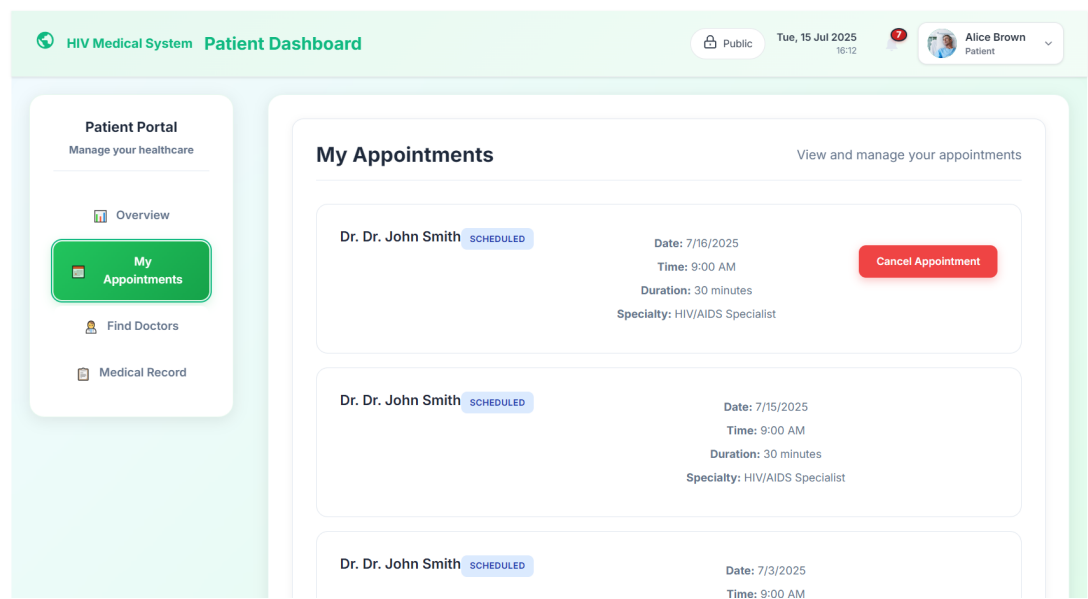 HIV Medical System Patient Dashboard
Public
Tue, 15 Jul 2025
16:12
7
Alice Brown
Patient
Patient Portal
Manage your healthcare
Overview
My
Appointments
Find Doctors
Medical Record
My Appointments
View and manage your appointments
Dr. Dr. John Smith SCHEDULED
Date: 7/16/2025
Time: 9:00 AM
Duration: 30 minutes
Specialty: HIV/AIDS Specialist
Cancel Appointment
Dr. Dr. John Smith SCHEDULED
Date: 7/15/2025
Time: 9:00 AM
Duration: 30 minutes
Specialty: HIV/AIDS Specialist
Dr. Dr. John Smith SCHEDULED
Date: 7/3/2025
Time: 9:00 AM